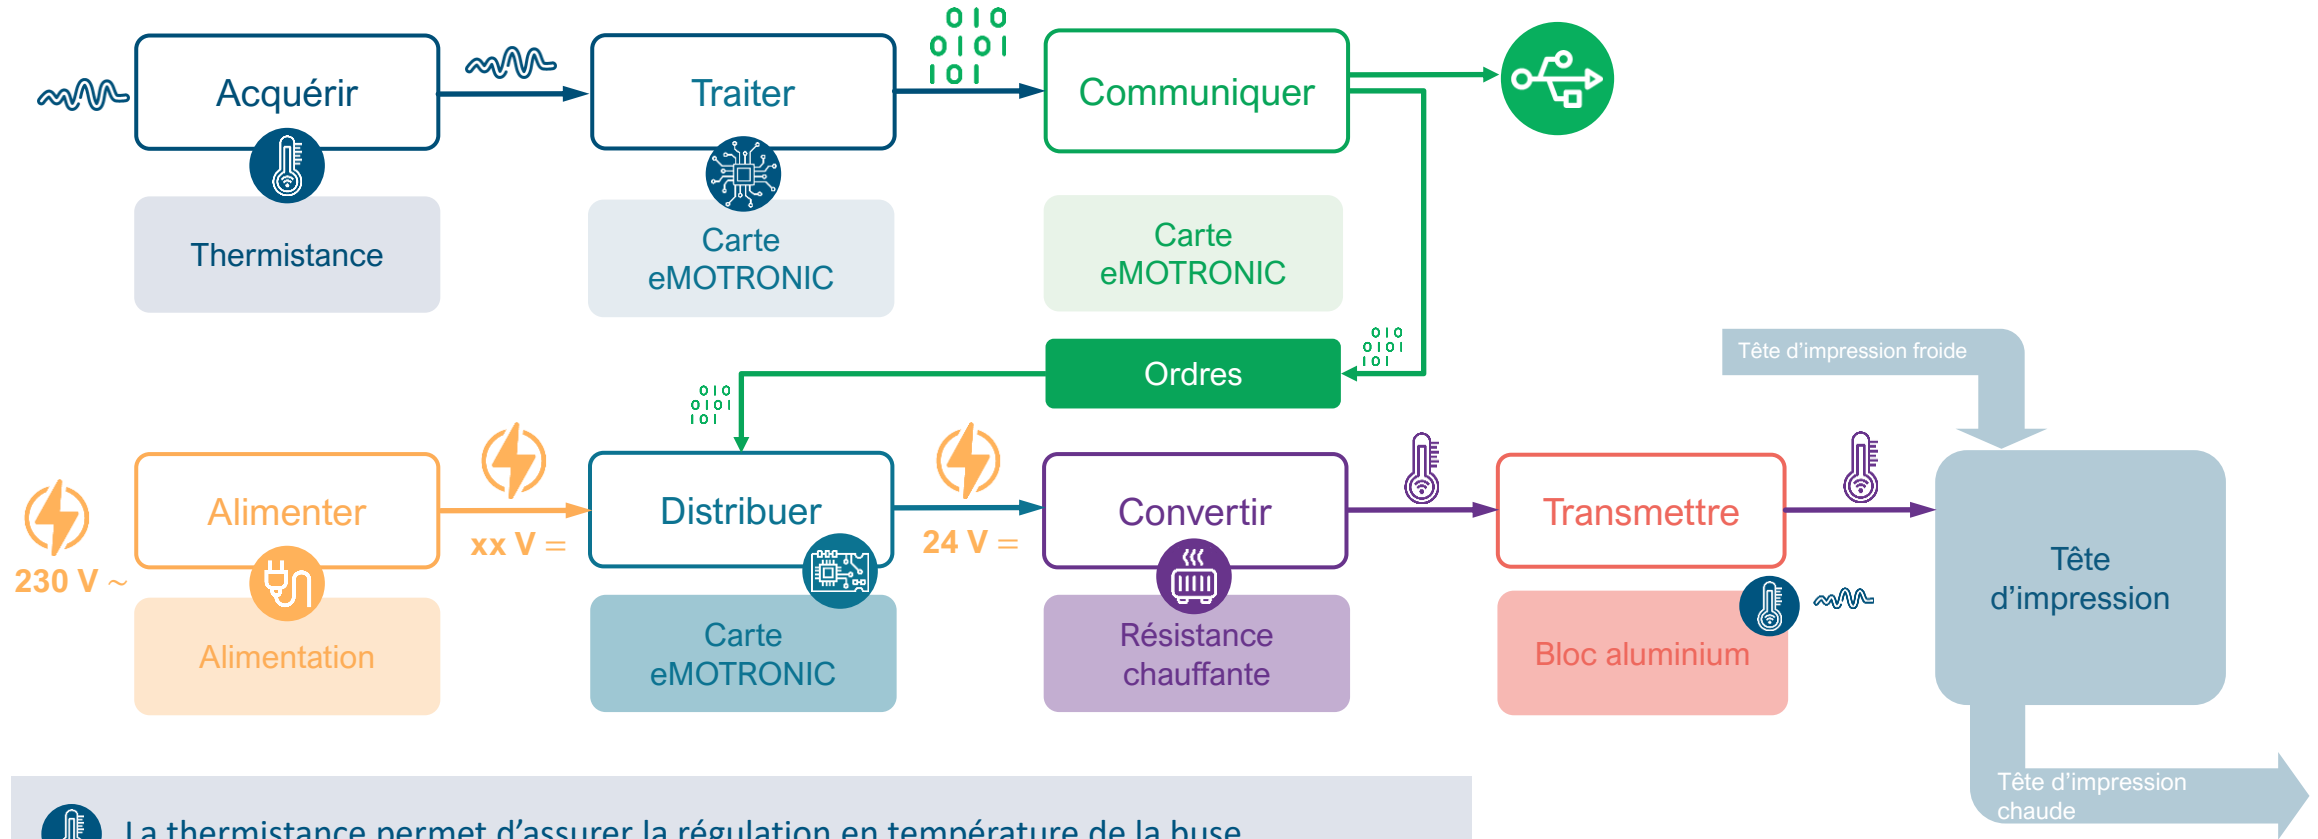 010
0101
101
Acquérir
Traiter
Communiquer
Thermistance
Carte
eMOTRONIC
Carte
eMOTRONIC
010
0101
101
Ordres
Tête d'impression froide
010
0101
101
Alimenter
Distribuer
Convertir
Transmettre
230 V ~
xx V =
24 V =
Alimentation
Carte
eMOTRONIC
Résistance
chauffante
Bloc aluminium
Tête
d'impression
Tête d'impression
chaude
La thermistance permet d'assurer la régulation en température de la buse